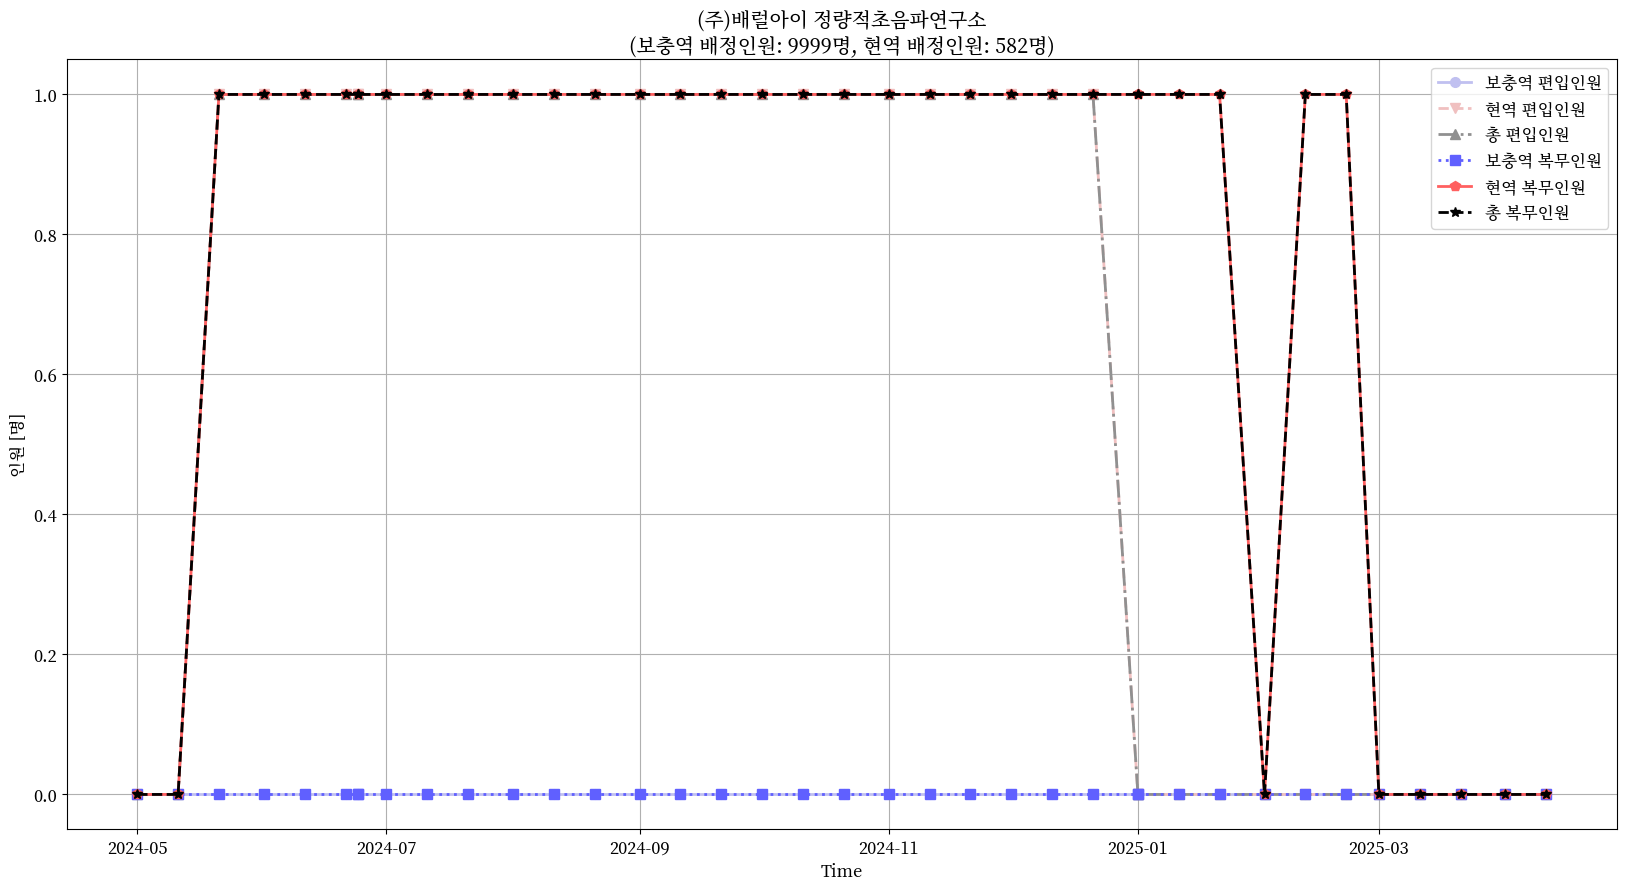 (주)배럴아이 정량적초음파연구소
(보충역 배정인원: 9999명, 현역 배정인원: 582명)
보충역 편입인원
현역 편입인원
총 편입인원
보충역 복무인원
현역 복무인원
총 복무인원
인원 [명]
1.0
0.8
0.6
0.4
0.2
0.0
2024-05
2024-07
2024-09
2024-11
2025-01
2025-03
Time